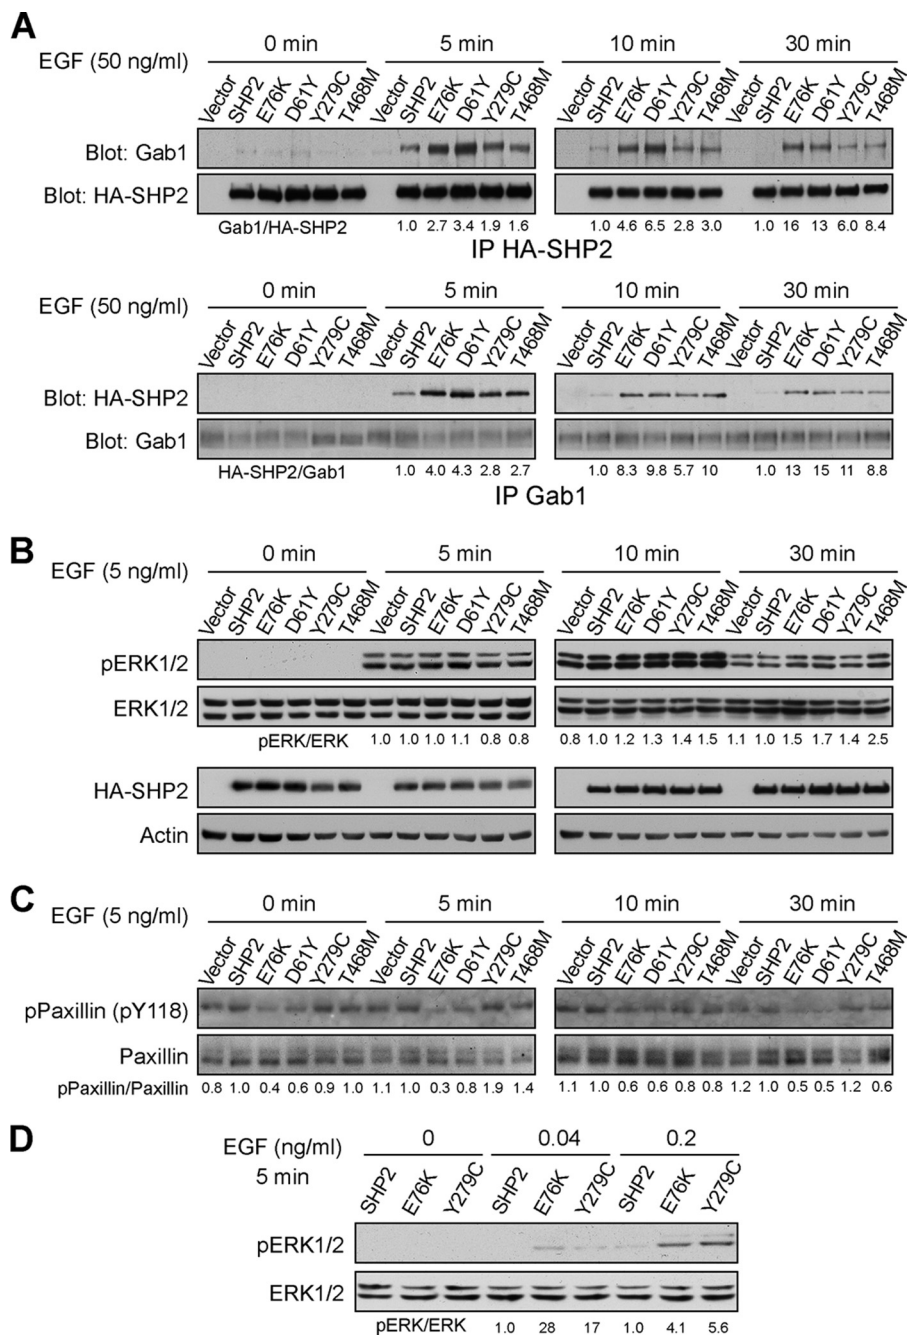 A
EGF (50 ng/ml) 0 min 5 min 10 min 30 min
Vector SHP2 E76K D61Y Y279C T468M Vector SHP2 E76K D61Y Y279C T468M Vector SHP2 E76K D61Y Y279C T468M Vector SHP2 E76K D61Y Y279C T468M
Blot: Gab1
Blot: HA-SHP2
Gab1/HA-SHP2 1.0 2.7 3.4 1.9 1.6 1.0 4.6 6.5 2.8 3.0 1.0 16 13 6.0 8.4
IP HA-SHP2
EGF (50 ng/ml) 0 min 5 min 10 min 30 min
Vector SHP2 E76K D61Y Y279C T468M Vector SHP2 E76K D61Y Y279C T468M Vector SHP2 E76K D61Y Y279C T468M Vector SHP2 E76K D61Y Y279C T468M
Blot: HA-SHP2
Blot: Gab1
HA-SHP2/Gab1 1.0 4.0 4.3 2.8 2.7 1.0 8.3 9.8 5.7 10 1.0 13 15 11 8.8
IP Gab1
B
EGF (5 ng/ml) 0 min 5 min 10 min 30 min
Vector SHP2 E76K D61Y Y279C T468M Vector SHP2 E76K D61Y Y279C T468M Vector SHP2 E76K D61Y Y279C T468M Vector SHP2 E76K D61Y Y279C T468M
pERK1/2
ERK1/2
pERK/ERK 1.0 1.0 1.0 1.1 0.8 0.8 0.8 1.0 1.2 1.3 1.4 1.5 1.1 1.0 1.5 1.7 1.4 2.5
HA-SHP2
Actin
C
EGF (5 ng/ml) 0 min 5 min 10 min 30 min
Vector SHP2 E76K D61Y Y279C T468M Vector SHP2 E76K D61Y Y279C T468M Vector SHP2 E76K D61Y Y279C T468M Vector SHP2 E76K D61Y Y279C T468M
pPaxillin (pY118)
Paxillin
pPaxillin/Paxillin 0.8 1.0 0.4 0.6 0.9 1.0 1.1 1.0 0.3 0.8 1.9 1.4 1.1 1.0 0.6 0.6 0.8 0.8 1.2 1.0 0.5 0.5 1.2 0.6
D
EGF (ng/ml) 0 0.04 0.2
5 min
SHP2 E76K Y279C SHP2 E76K Y279C SHP2 E76K Y279C
pERK1/2
ERK1/2
pERK/ERK 1.0 28 17 1.0 4.1 5.6